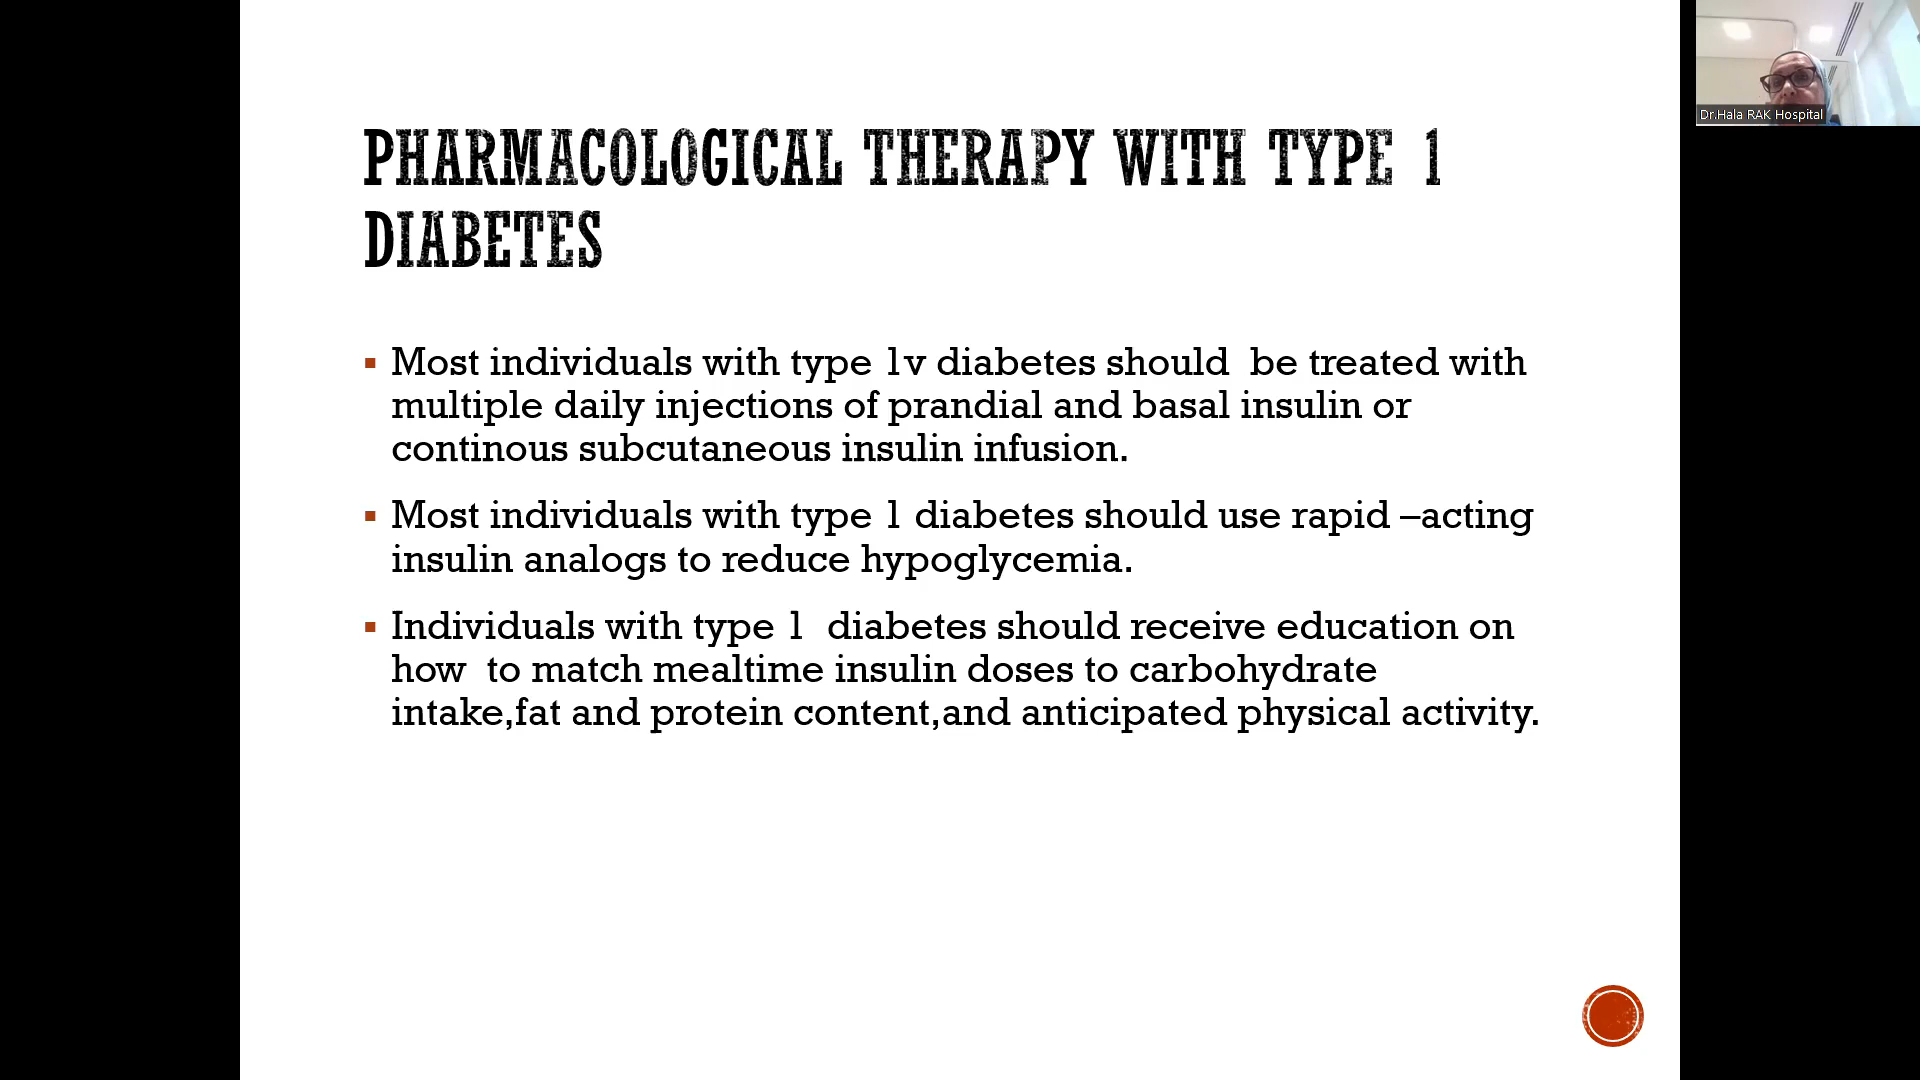 PHARMACOLOGICAL THERAPY WITH TYPE 1
DIABETES
▪ Most individuals with type 1v diabetes should  be treated with
multiple daily injections of prandial and basal insulin or
continous subcutaneous insulin infusion.
▪ Most individuals with type 1 diabetes should use rapid –acting
insulin analogs to reduce hypoglycemia.
▪ Individuals with type 1  diabetes should receive education on
how  to match mealtime insulin doses to carbohydrate
intake,fat and protein content,and anticipated physical activity.
Dr.Hala RAK Hospital